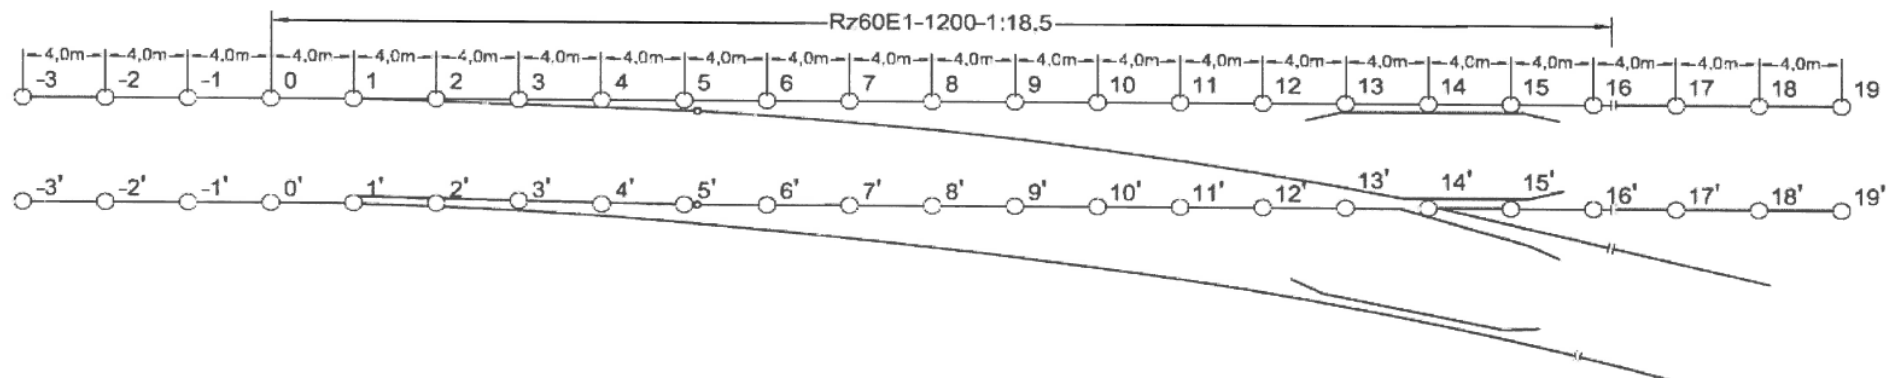 Rz60E1-1200-1:18,5
4,0m 4,0m 4,0m 4,0m 4,0m 4,0m 4,0m 4,0m 4,0m 4,0m 4,0m 4,0m 4,0m 4,0m 4,0m 4,0m 4,0m 4,0m 4,0m 4,0m 4,0m 4,0m
-3 -2 -1 0 1 2 3 4 5 6 7 8 9 10 11 12 13 14 15 16 17 18 19
-3' -2' -1' 0' 1' 2' 3' 4' 5' 6' 7' 8' 9' 10' 11' 12' 13' 14' 15' 16' 17' 18' 19'